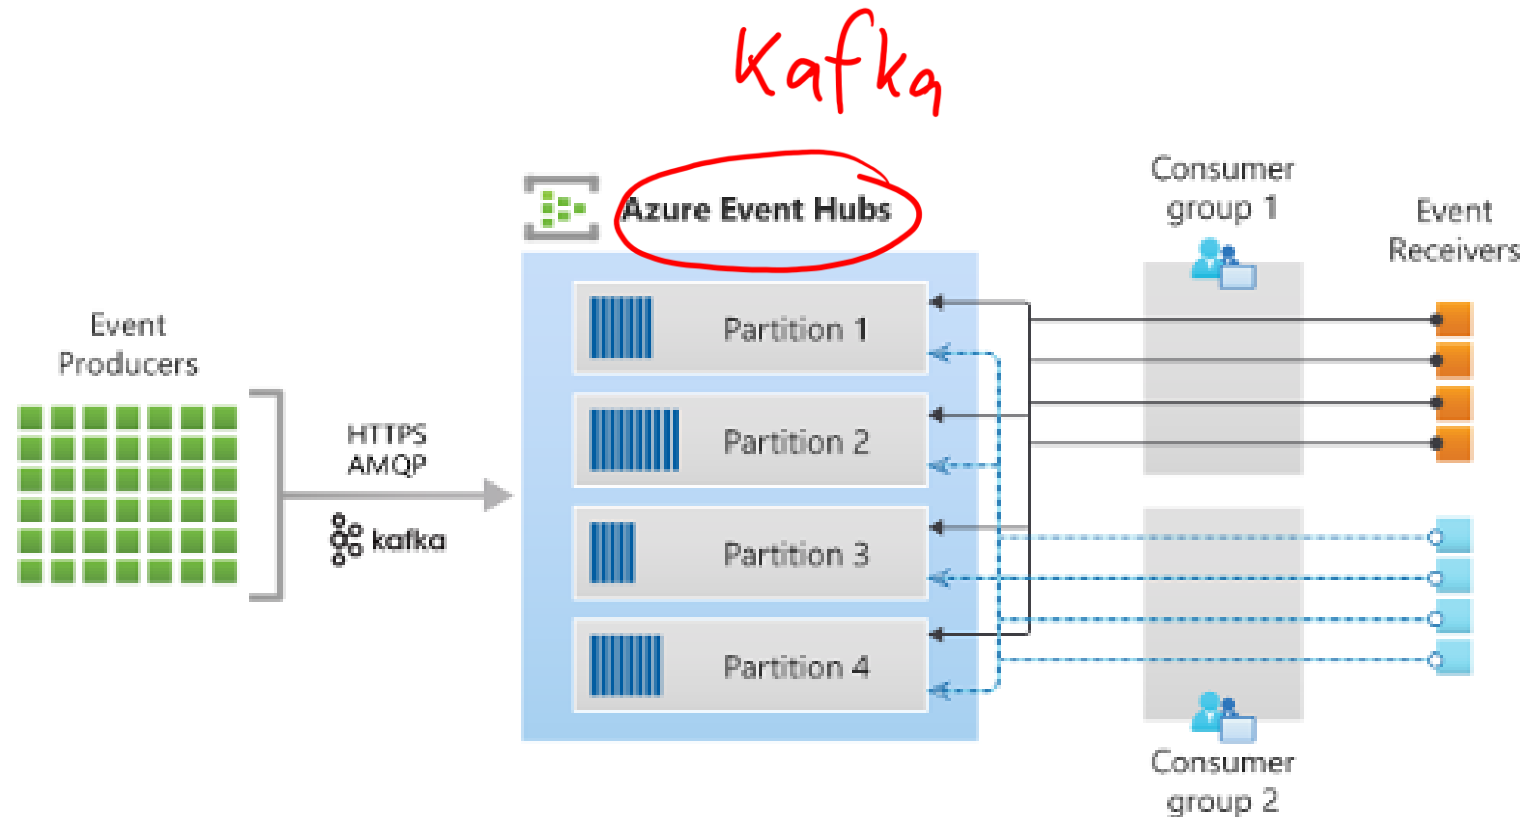 Kafka
Azure Event Hubs
Event
Producers
HTTPS
AMQP
kafka
Partition 1
Partition 2
Partition 3
Partition 4
Consumer
group 1
Event
Receivers
Consumer
group 2